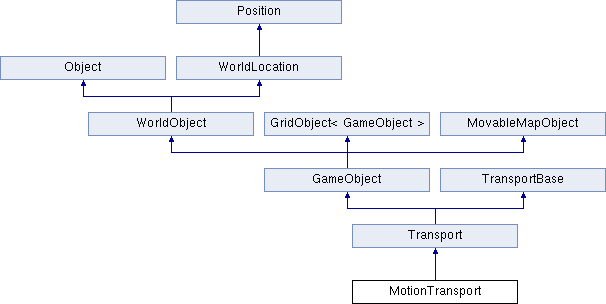 Position
Object
WorldLocation
WorldObject
GridObject< GameObject >
MovableMapObject
GameObject
TransportBase
Transport
MotionTransport